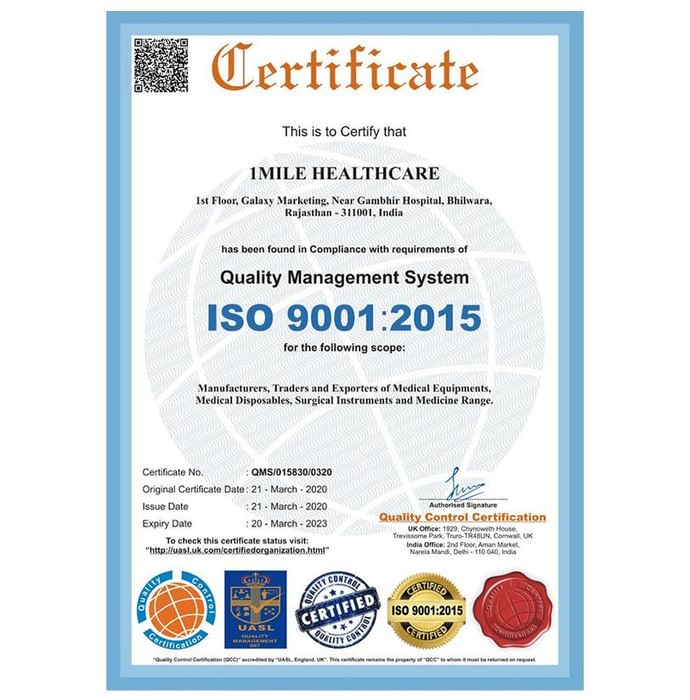 Certificate
This is to Certify that
1MILE HEALTHCARE
1st Floor, Galaxy Marketing, Near Gambhir Hospital, Bhilwara,
Rajasthan - 311001, India
has been found in Compliance with requirements of
Quality Management System
ISO 9001:2015
for the following scope:
Manufacturers, Traders and Exporters of Medical Equipments,
Medical Disposables, Surgical Instruments and Medicine Range.
Certificate No. : QMS/015830/0320
Original Certificate Date : 21 - March - 2020
Issue Date : 21 - March - 2020
Expiry Date : 20 - March - 2023
To check this certificate status visit:
"http://uasl.uk.com/certifiedorganization.html"
Authorised Signature
Quality Control Certification
UK Office: 1929, Chynoweth House,
Trevissome Park, Truro-TR48UN, Cornwall, UK
India Office: 2nd Floor, Aman Market,
Narela Mandi, Delhi - 110 040, India
Quality Control
Certification
UASL
QUALITY
MANAGEMENT
007
QUALITY CONTROL
CERTIFIED
QUALITY CONTROL
CERTIFIED
ISO 9001:2015
CERTIFIED
"Quality Control Certification (QCC)" accredited by "UASL, England, UK". This certificate remains the property of "QCC" to whom it must be returned on request.